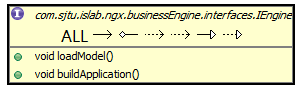 I
com.sjtu.islab.ngx.businessEngine.interfaces.IEngine
ALL
void loadModel()
void buildApplication()